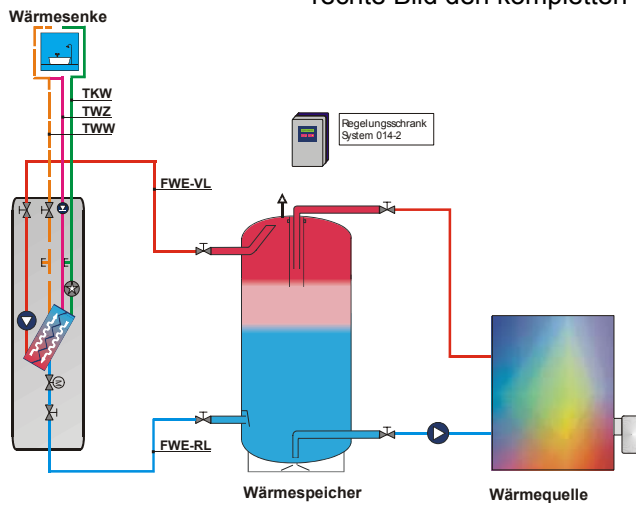 rechte Bild den kompletten
Wärmesenke
TKW
TWZ
TWW
Regelungsschrank
System 014-2
FWE-VL
M
FWE-RL
Wärmespeicher
Wärmequelle